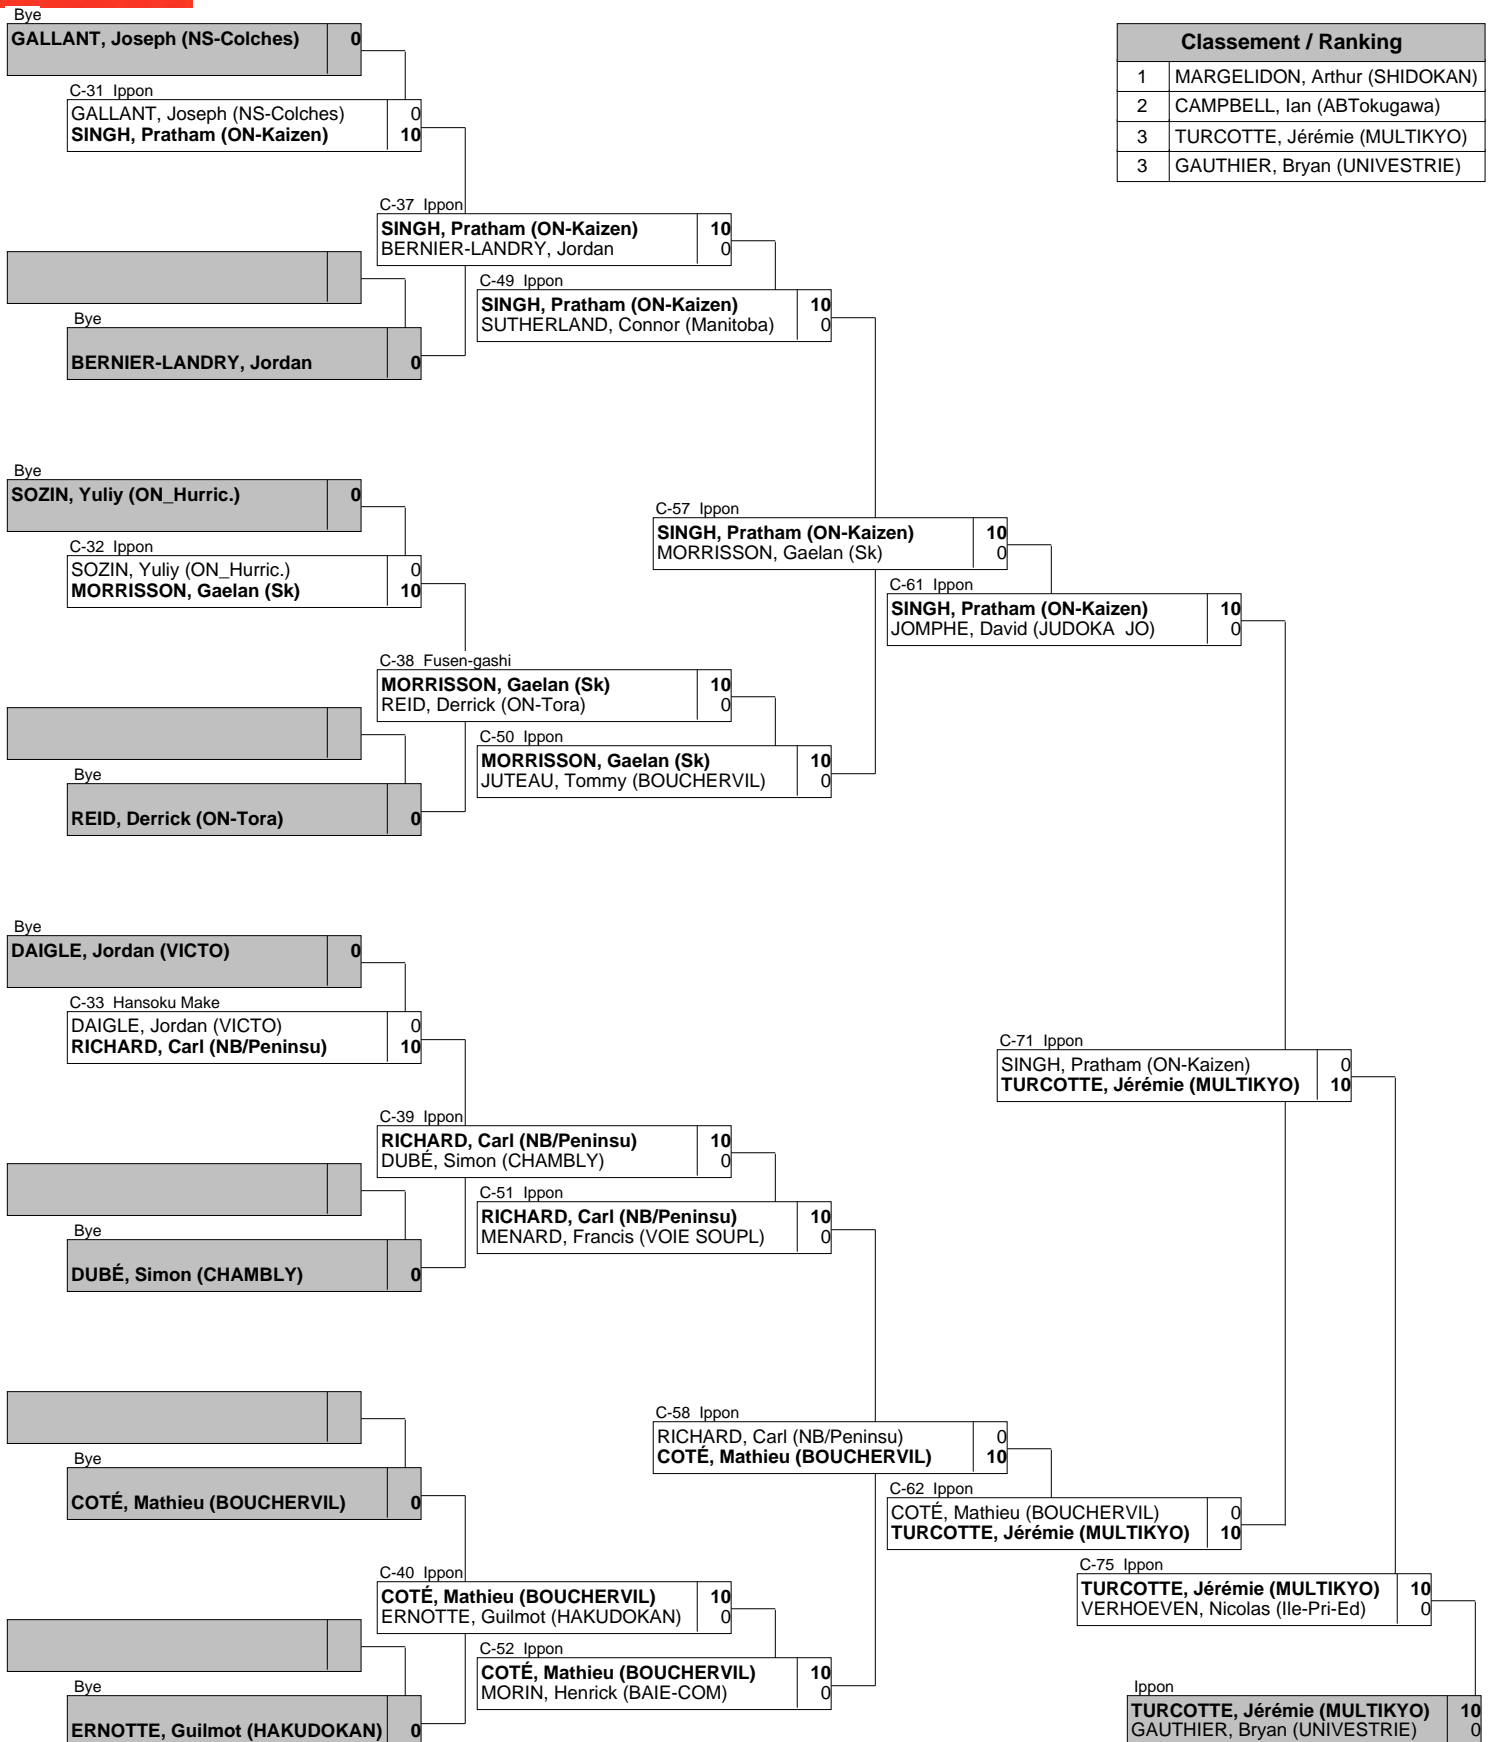 Bye
GALLANT, Joseph (NS-Colches) 0
Classement / Ranking
1 MARGELIDON, Arthur (SHIDOKAN)
2 CAMPBELL, Ian (ABTokugawa)
3 TURCOTTE, Jérémie (MULTIKYO)
3 GAUTHIER, Bryan (UNIVESTRIE)
C-31 Ippon
GALLANT, Joseph (NS-Colches) 0
SINGH, Pratham (ON-Kaizen) 10
C-37 Ippon
SINGH, Pratham (ON-Kaizen) 10
BERNIER-LANDRY, Jordan 0
C-49 Ippon
SINGH, Pratham (ON-Kaizen) 10
SUTHERLAND, Connor (Manitoba) 0
Bye
BERNIER-LANDRY, Jordan 0
Bye
SOZIN, Yuliy (ON_Hurric.) 0
C-57 Ippon
SINGH, Pratham (ON-Kaizen) 10
MORRISSON, Gaelan (Sk) 0
C-32 Ippon
SOZIN, Yuliy (ON_Hurric.) 0
MORRISSON, Gaelan (Sk) 10
C-61 Ippon
SINGH, Pratham (ON-Kaizen) 10
JOMPHE, David (JUDOKA JO) 0
C-38 Fusen-gashi
MORRISSON, Gaelan (Sk) 10
REID, Derrick (ON-Tora) 0
C-50 Ippon
MORRISSON, Gaelan (Sk) 10
JUTEAU, Tommy (BOUCHERVIL) 0
Bye
REID, Derrick (ON-Tora) 0
Bye
DAIGLE, Jordan (VICTO) 0
C-33 Hansoku Make
DAIGLE, Jordan (VICTO) 0
RICHARD, Carl (NB/Peninsu) 10
C-71 Ippon
SINGH, Pratham (ON-Kaizen) 0
TURCOTTE, Jérémie (MULTIKYO) 10
C-39 Ippon
RICHARD, Carl (NB/Peninsu) 10
DUBÉ, Simon (CHAMBLY) 0
C-51 Ippon
RICHARD, Carl (NB/Peninsu) 10
MENARD, Francis (VOIE SOUPL) 0
Bye
DUBÉ, Simon (CHAMBLY) 0
C-58 Ippon
RICHARD, Carl (NB/Peninsu) 0
COTÉ, Mathieu (BOUCHERVIL) 10
Bye
COTÉ, Mathieu (BOUCHERVIL) 0
C-62 Ippon
COTÉ, Mathieu (BOUCHERVIL) 0
TURCOTTE, Jérémie (MULTIKYO) 10
C-75 Ippon
TURCOTTE, Jérémie (MULTIKYO) 10
VERHOEVEN, Nicolas (Ile-Pri-Ed) 0
C-40 Ippon
COTÉ, Mathieu (BOUCHERVIL) 10
ERNOTTE, Guilmot (HAKUDOKAN) 0
C-52 Ippon
COTÉ, Mathieu (BOUCHERVIL) 10
MORIN, Henrick (BAIE-COM) 0
Bye
ERNOTTE, Guilmot (HAKUDOKAN) 0
Ippon
TURCOTTE, Jérémie (MULTIKYO) 10
GAUTHIER, Bryan (UNIVESTRIE) 0